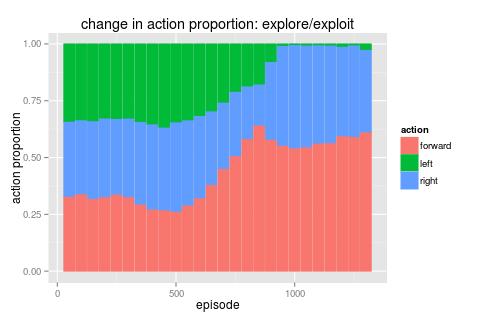 change in action proportion: explore/exploit
action proportion
1.00
0.75
0.50
0.25
0.00
0
500
1000
episode
action
forward
left
right